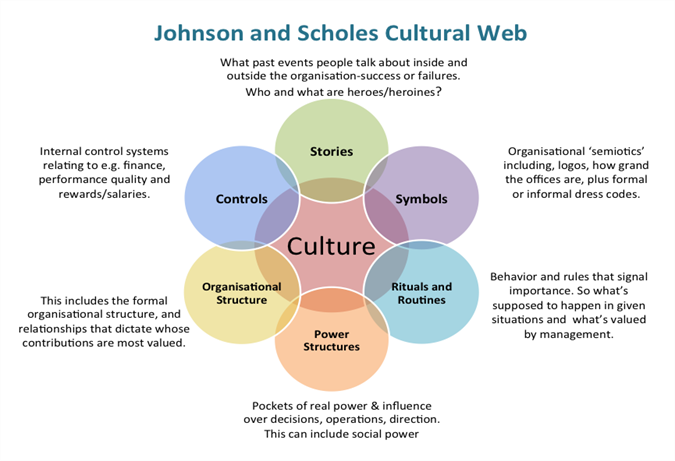 Johnson and Scholes Cultural Web
What past events people talk about inside and
outside the organisation-success or failures.
Who and what are heroes/heroines?
Stories
Internal control systems
relating to e.g. finance,
performance quality and
rewards/salaries.
Controls
Organisational ‘semiotics’
including, logos, how grand
the offices are, plus formal
or informal dress codes.
Symbols
Culture
This includes the formal
organisational structure, and
relationships that dictate whose
contributions are most valued.
Organisational
Structure
Rituals and
Routines
Behavior and rules that signal
importance. So what’s
supposed to happen in given
situations and what’s valued
by management.
Power
Structures
Pockets of real power & influence
over decisions, operations, direction.
This can include social power